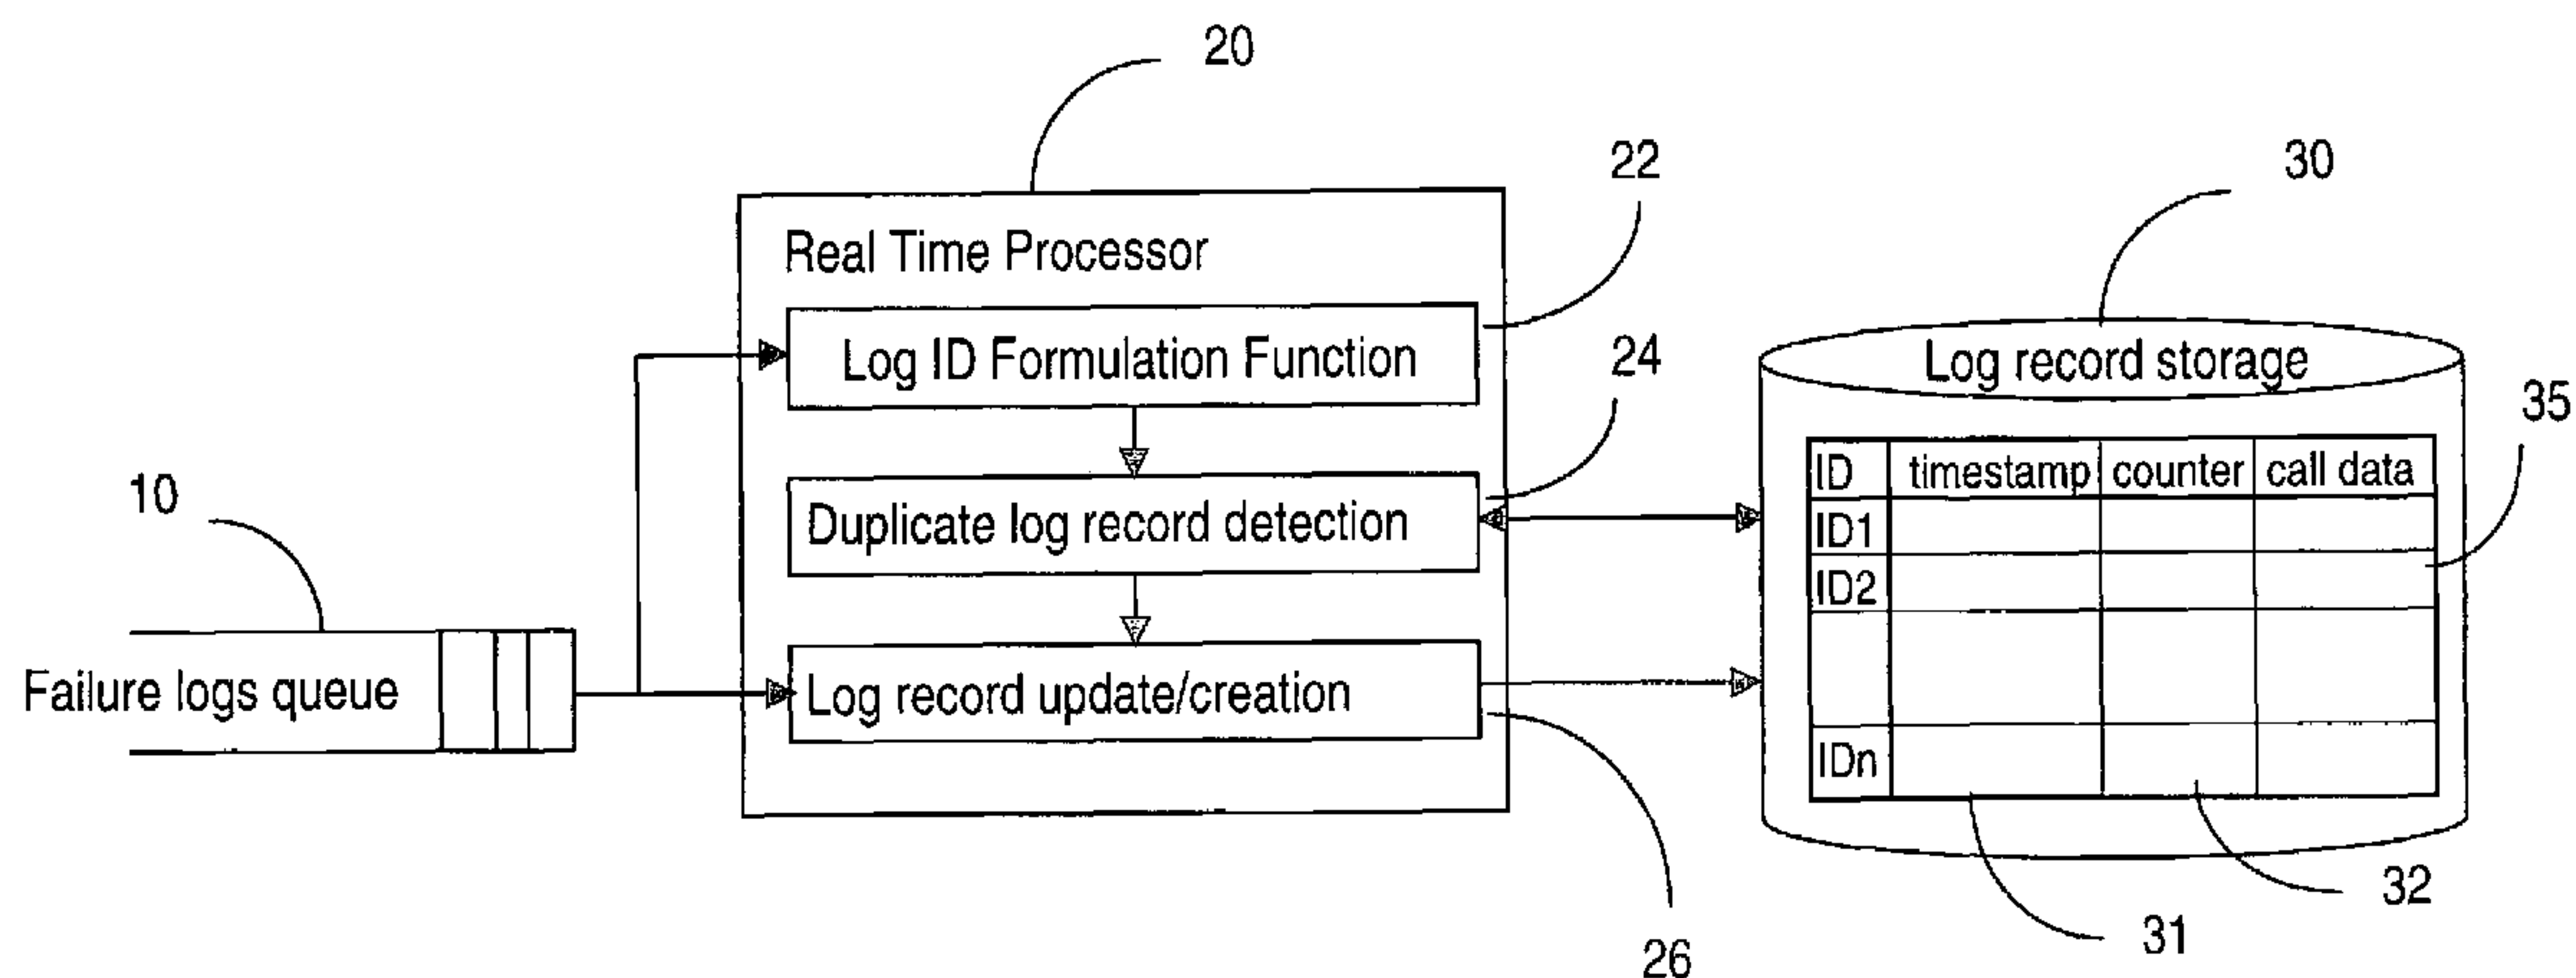 20
22
30
Real Time Processor
Log ID Formulation Function
24
Log record storage
35
ID timestamp counter call data
ID1
10
Duplicate log record detection
ID2
Failure logs queue
Log record update/creation
IDn
32
31
26